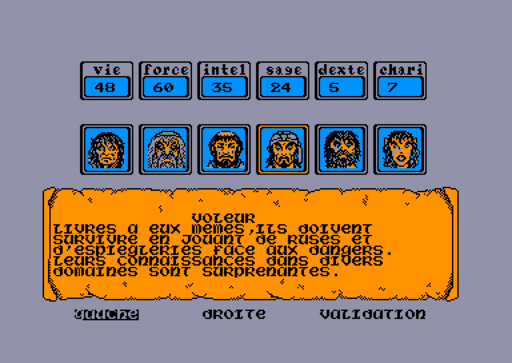 vie force intel sage dexte chari
48 60 35 24 5 7
VOLEUR
LIVRES A EUX MEMES,ILS DOIVENT
SURVIVRE EN JOUANT DE RUSES ET
D'ESPIEGLERIES FACE AUX DANGERS.
LEURS CONNAISSANCES DANS DIVERS
DOMAINES SONT SURPRENANTES.
GAUCHE DROITE VALIDATION